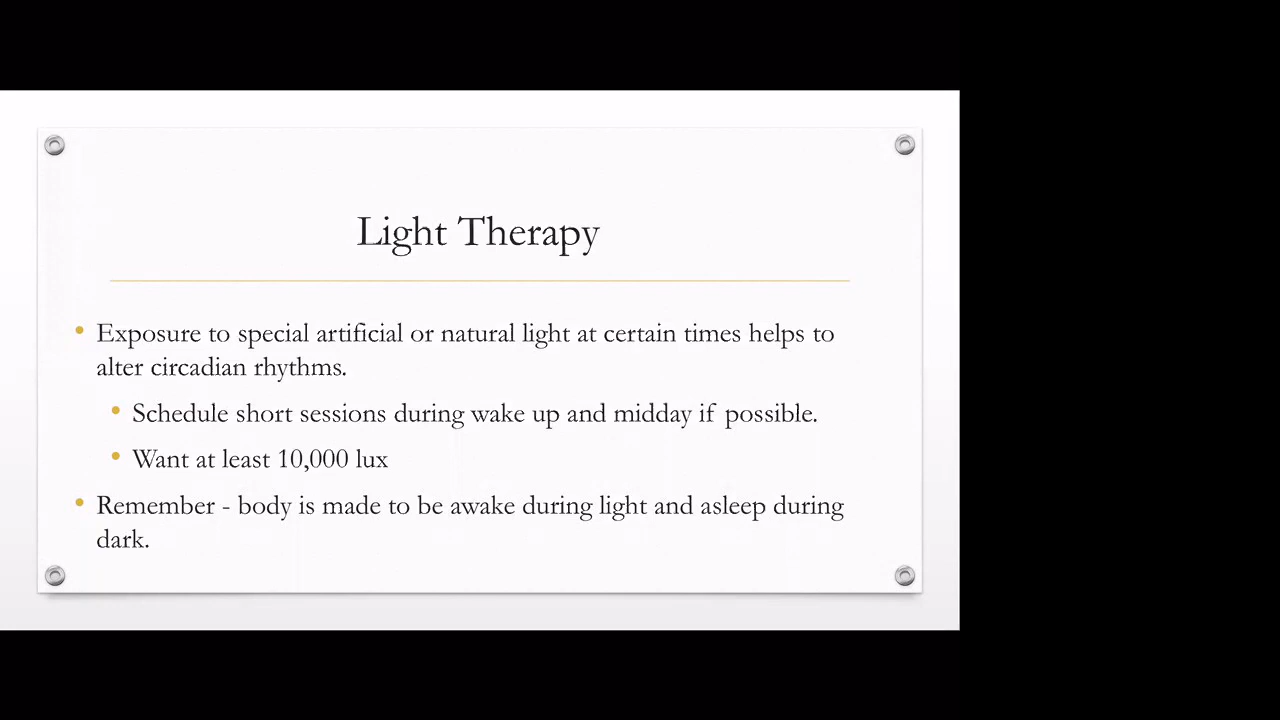 Light Therapy
Exposure to special artificial or natural light at certain times helps to
alter circadian rhythms.
Schedule short sessions during wake up and midday if possible.
Want at least 10,000 lux
Remember - body is made to be awake during light and asleep during
dark.